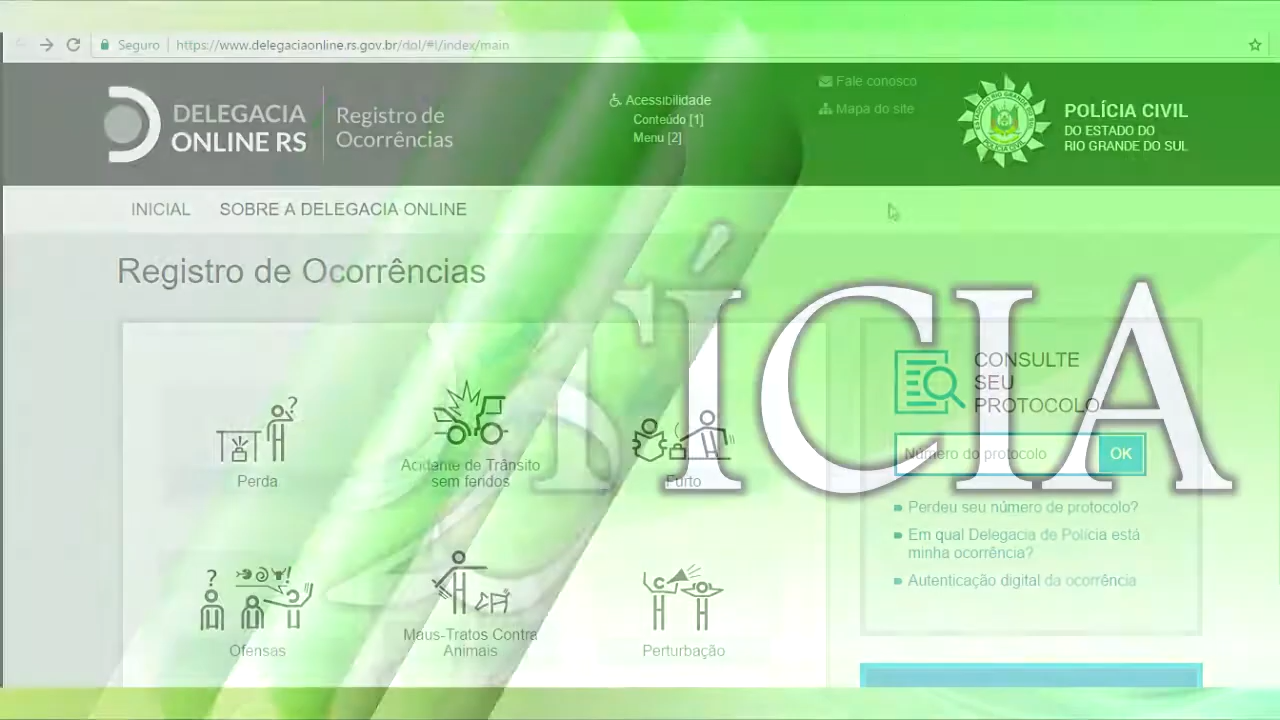 Seguro
https://www.delegaciaonline.rs.gov.br/dol/#!/index/main
DELEGACIA
ONLINE RS
Registro de
Ocorrências
Acessibilidade
Conteúdo [1]
Menu [2]
Fale conosco
Mapa do site
POLÍCIA CIVIL
DO ESTADO DO
RIO GRANDE DO SUL
INICIAL
SOBRE A DELEGACIA ONLINE
Registro de Ocorrências
ÍCIA
Perda
Acidente de Trânsito
sem feridos
Furto
Ofensas
Maus-Tratos Contra
Animais
Perturbação
CONSULTE
SEU
PROTOCOLO
Número do protocolo
OK
Perdeu seu número de protocolo?
Em qual Delegacia de Polícia está
minha ocorrência?
Autenticação digital da ocorrência